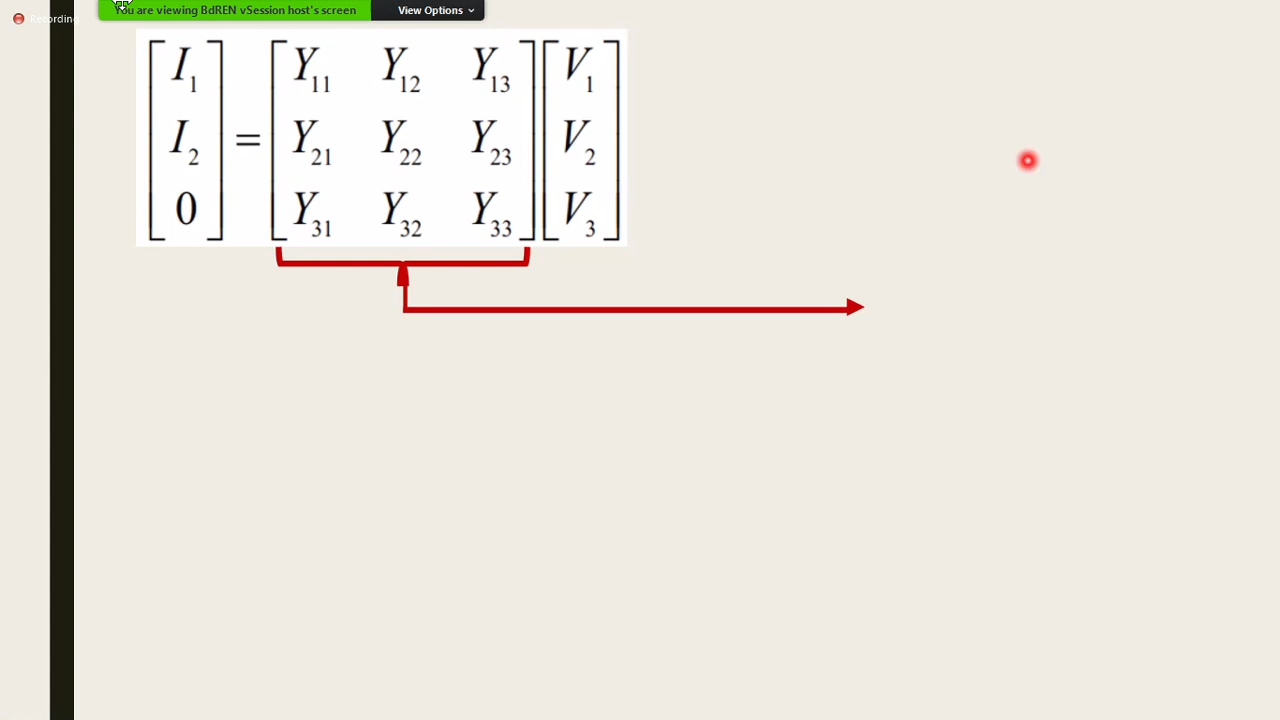 Recording
You are viewing BdREN vSession host's screen View Options
[I₁ I₂ 0] = [Y₁₁ Y₁₂ Y₁₃; Y₂₁ Y₂₂ Y₂₃; Y₃₁ Y₃₂ Y₃₃] [V₁ V₂ V₃]